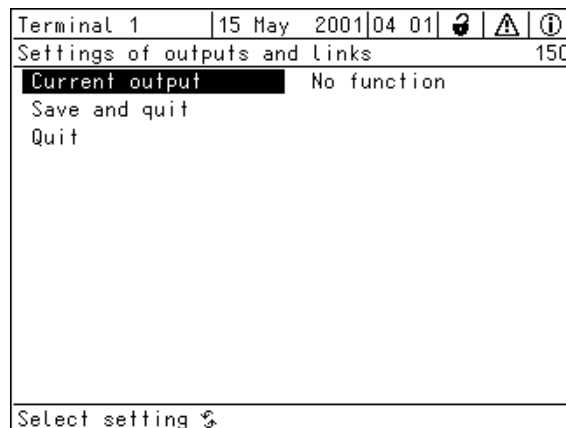 Terminal 1 15 May 2001 04 01
Settings of outputs and links 150
Current output No function
Save and quit
Quit
Select setting